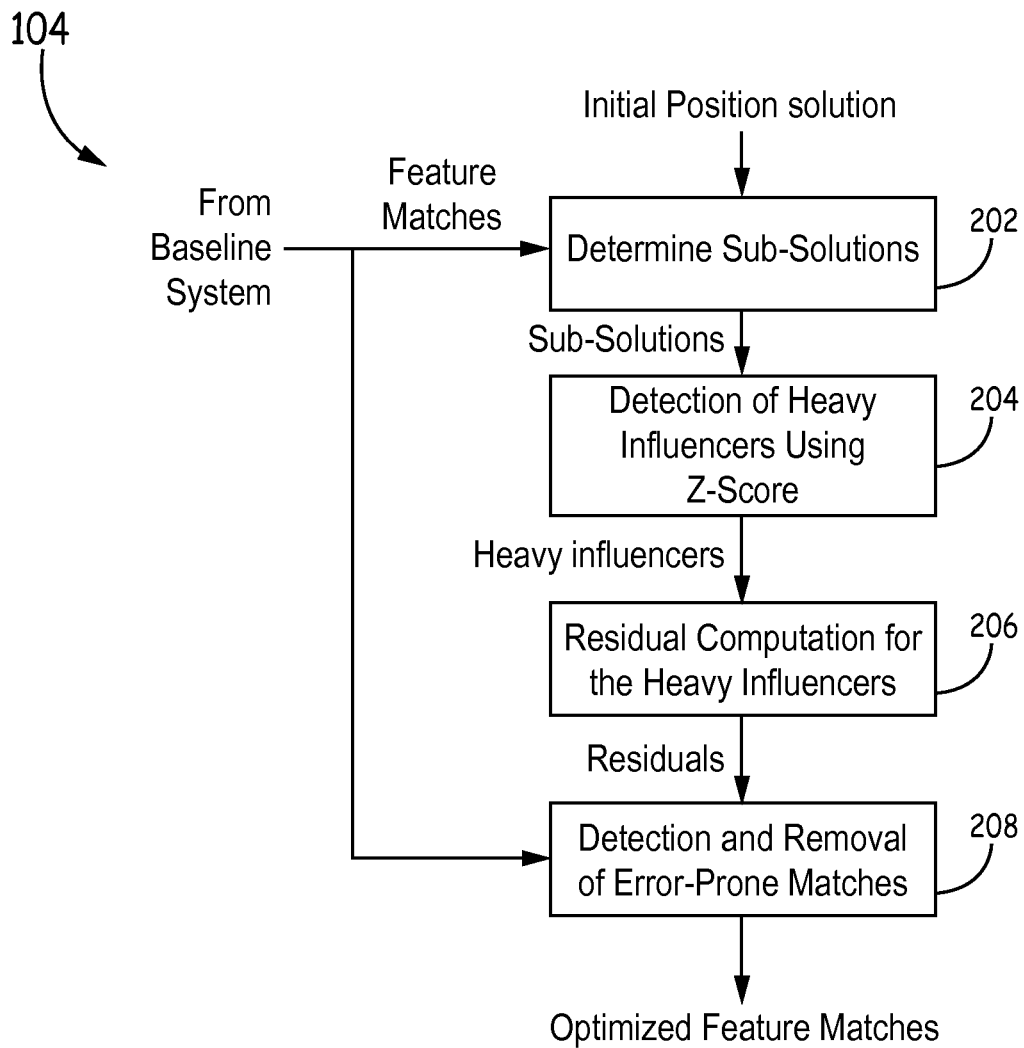 104
Initial Position solution
Feature
Matches
From
Baseline
System
Determine Sub-Solutions
202
Sub-Solutions
Detection of Heavy
Influencers Using
Z-Score
204
Heavy influencers
Residual Computation for
the Heavy Influencers
206
Residuals
Detection and Removal
of Error-Prone Matches
208
Optimized Feature Matches